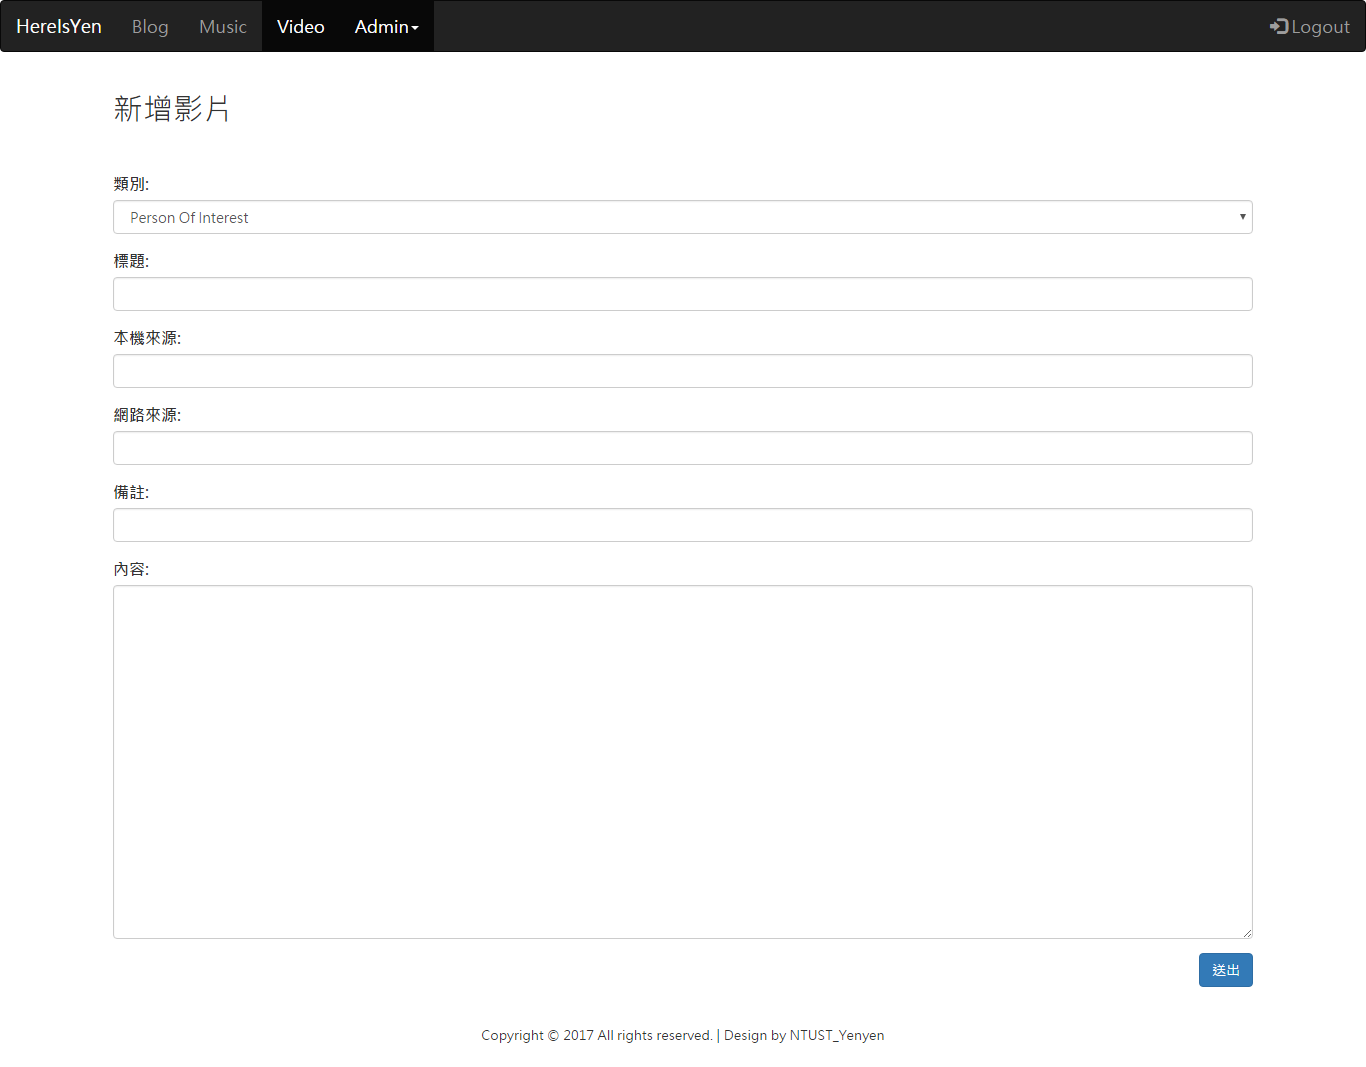 HereIsYen Blog Music Video Admin Logout
新增影片
類別:
Person Of Interest
標題:
本機來源:
網路來源:
備註:
內容:
送出
Copyright © 2017 All rights reserved. | Design by NTUST_Yenyen